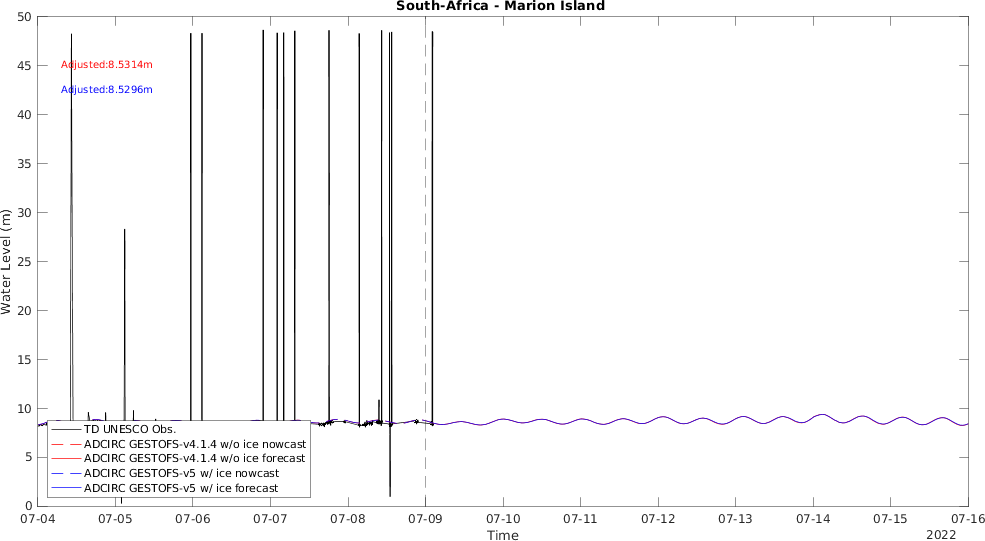 South-Africa - Marion Island
50
45
40
35
30
25
20
15
10
5
0
Water Level (m)
Adjusted:8.5314m
Adjusted:8.5296m
TD UNESCO Obs.
ADCIRC GESTOFS-v4.1.4 w/o ice nowcast
ADCIRC GESTOFS-v4.1.4 w/o ice forecast
ADCIRC GESTOFS-v5 w/ ice nowcast
ADCIRC GESTOFS-v5 w/ ice forecast
07-04 07-05 07-06 07-07 07-08 07-09 07-10 07-11 07-12 07-13 07-14 07-15 07-16
Time
2022